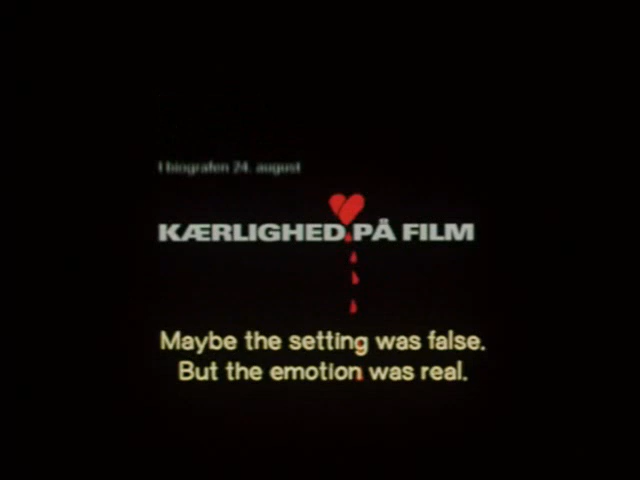 I biografen 24. august
KÆRLIGHED PÅ FILM
Maybe the setting was false.
But the emotion was real.